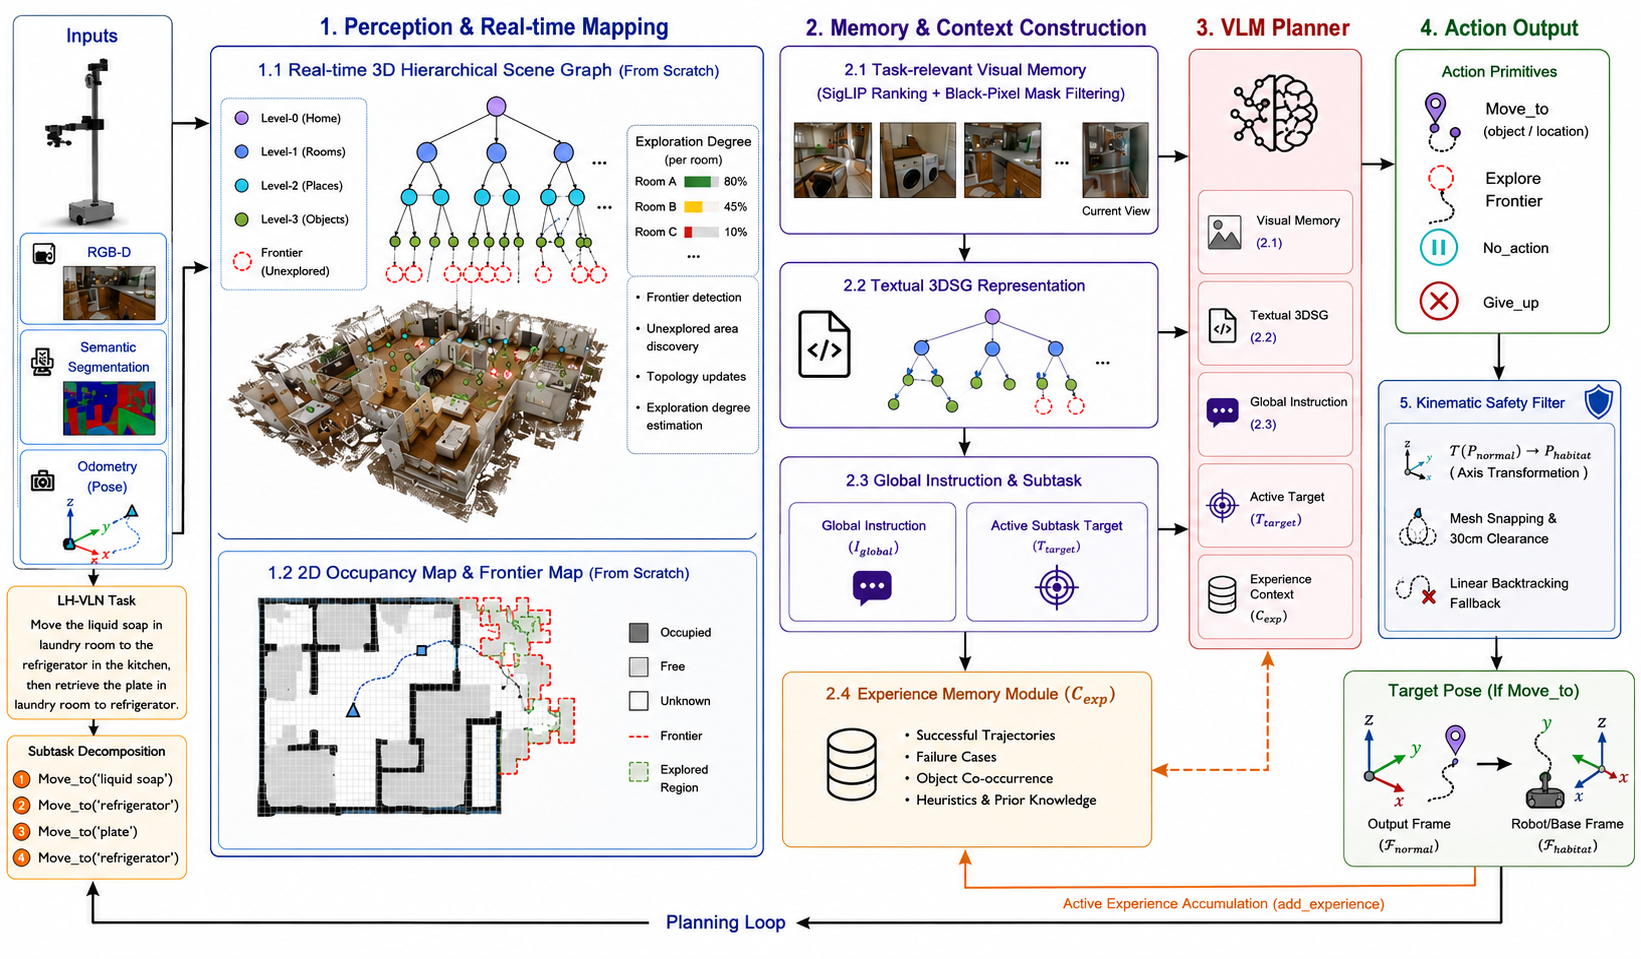 Inputs
RGB-D
Semantic
Segmentation
Odometry
(Pose)
z
y
x
LH-VLN Task
Move the liquid soap in
laundry room to the
refrigerator in the kitchen,
then retrieve the plate in
laundry room to refrigerator.
Subtask Decomposition
1 Move_to('liquid soap')
2 Move_to('refrigerator')
3 Move_to('plate')
4 Move_to('refrigerator')
1. Perception & Real-time Mapping
1.1 Real-time 3D Hierarchical Scene Graph (From Scratch)
Level-0 (Home)
Level-1 (Rooms)
Level-2 (Places)
Level-3 (Objects)
Frontier
(Unexplored)
...
...
Exploration Degree
(per room)
Room A 80%
Room B 45%
Room C 10%
...
• Frontier detection
• Unexplored area
discovery
• Topology updates
• Exploration degree
estimation
1.2 2D Occupancy Map & Frontier Map (From Scratch)
Occupied
Free
Unknown
Frontier
Explored
Region
2. Memory & Context Construction
2.1 Task-relevant Visual Memory
(SigLIP Ranking + Black-Pixel Mask Filtering)
...
Current View
2.2 Textual 3DSG Representation
</>
...
2.3 Global Instruction & Subtask
Global Instruction
(I_global)
Active Subtask Target
(T_target)
2.4 Experience Memory Module (C_exp)
• Successful Trajectories
• Failure Cases
• Object Co-occurrence
• Heuristics & Prior Knowledge
3. VLM Planner
Visual Memory
(2.1)
</>
Textual 3DSG
(2.2)
Global Instruction
(2.3)
Active Target
(T_target)
Experience
Context
(C_exp)
4. Action Output
Action Primitives
Move_to
(object / location)
Explore
Frontier
No_action
Give_up
5. Kinematic Safety Filter
z
y
x
T(P_normal) → P_habitat
( Axis Transformation )
Mesh Snapping &
30cm Clearance
Linear Backtracking
Fallback
Target Pose (If Move_to)
z
y
x
y
z
x
x
Output Frame
(F_normal)
Robot/Base Frame
(F_habitat)
Active Experience Accumulation (add_experience)
Planning Loop